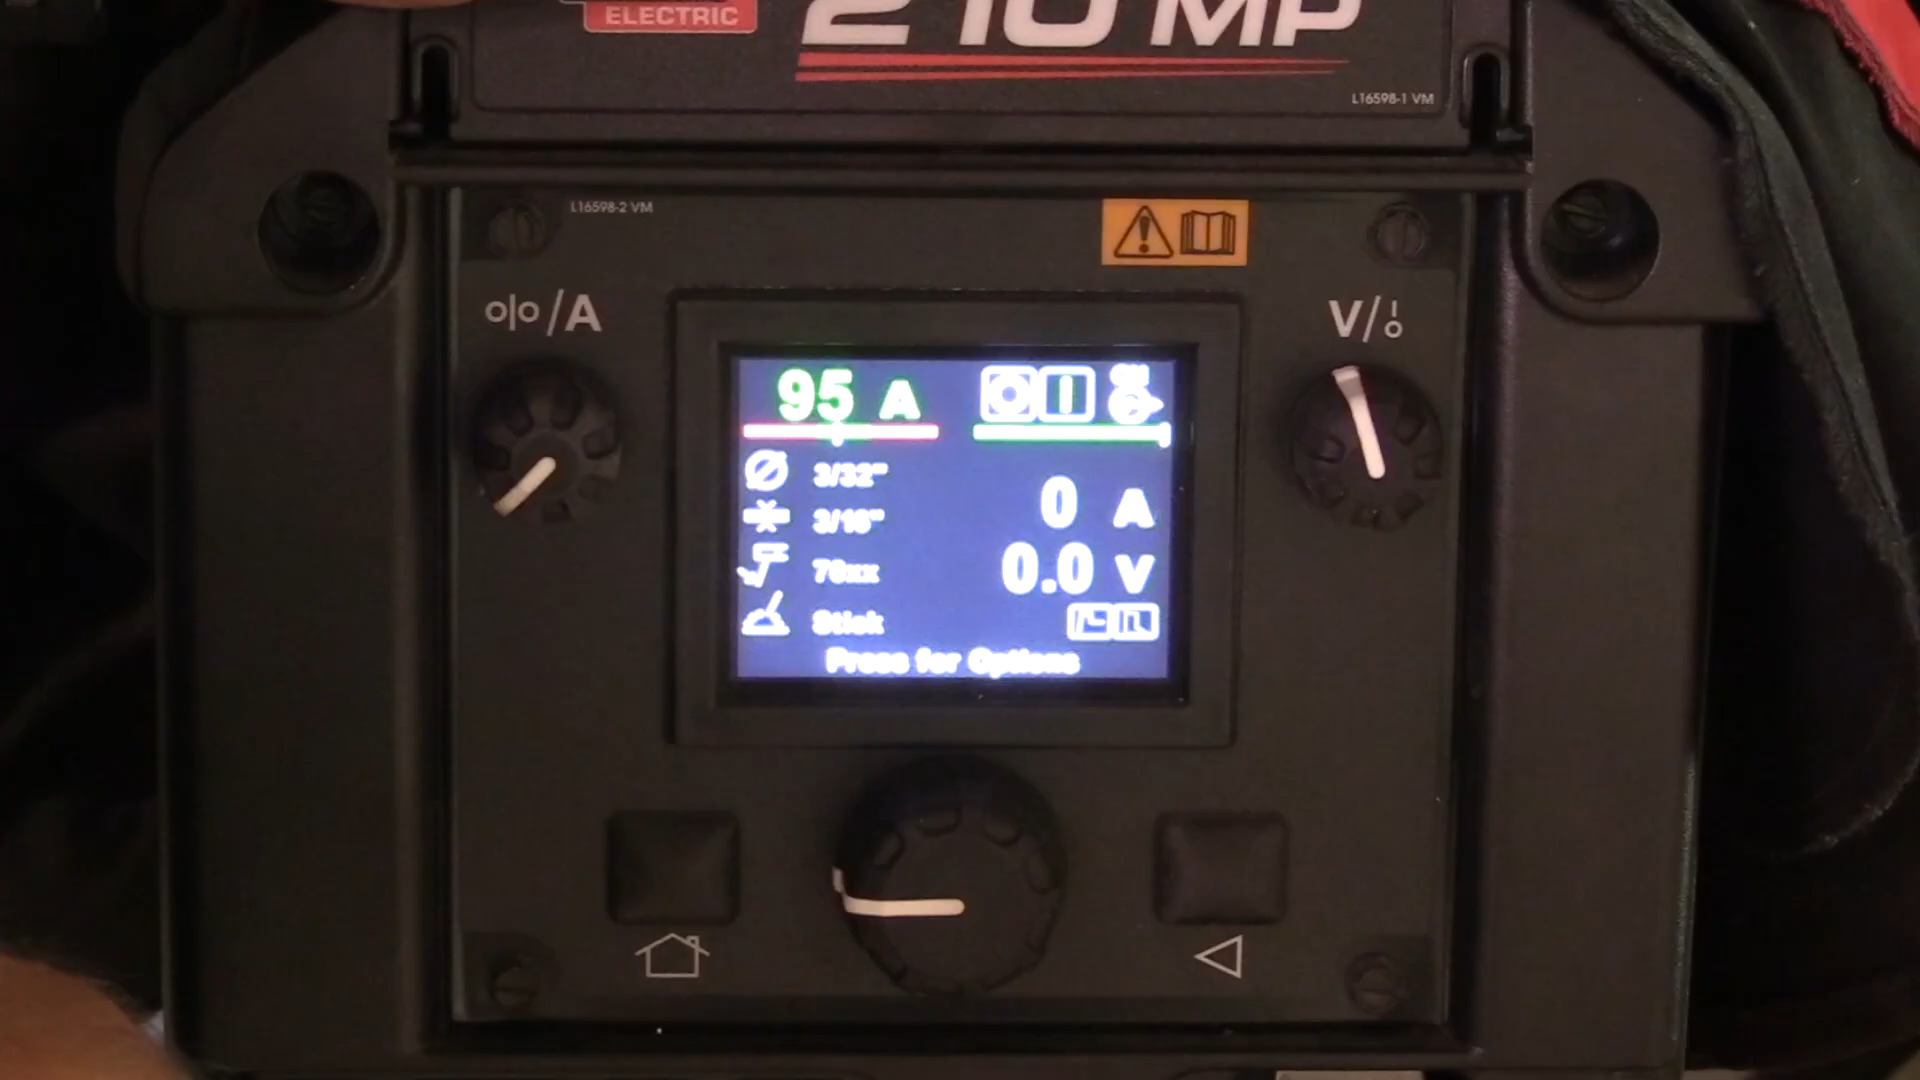 ELECTRIC
210 MP
L16598-1 VM
L16598-2 VM
/A
V/
95 A
ON
3/32"
3/16"
0 A
70xx
0.0 V
Stick
Press for Options